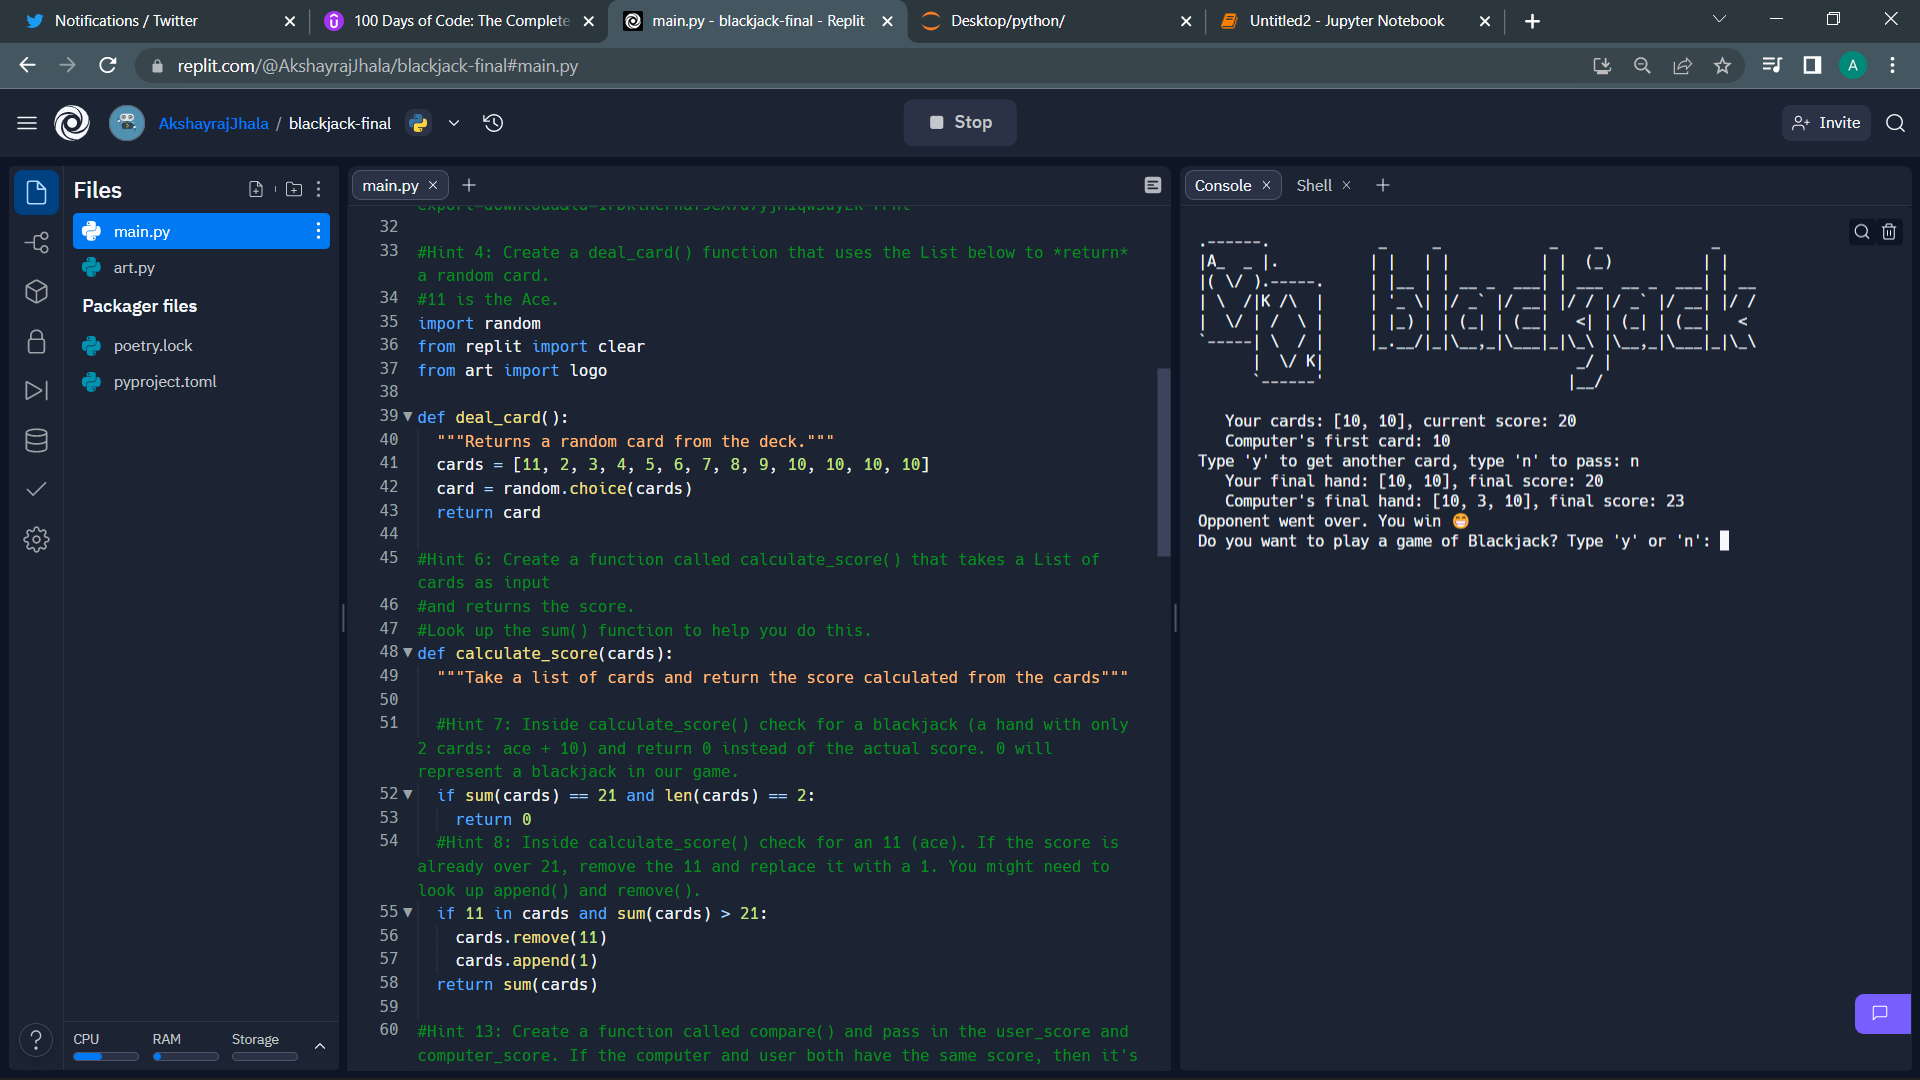 Notifications / Twitter
100 Days of Code: The Complete
main.py - blackjack-final - Replit
Desktop/python/
Untitled2 - Jupyter Notebook
replit.com/@AkshayrajJhala/blackjack-final#main.py
A
AkshayrajJhala / blackjack-final
Stop
Invite
Files
main.py
art.py
Packager files
poetry.lock
pyproject.toml
CPU RAM Storage
main.py
32
33 #Hint 4: Create a deal_card() function that uses the List below to *return*
a random card.
34 #11 is the Ace.
35 import random
36 from replit import clear
37 from art import logo
38
39 def deal_card():
40 """Returns a random card from the deck."""
41 cards = [11, 2, 3, 4, 5, 6, 7, 8, 9, 10, 10, 10, 10]
42 card = random.choice(cards)
43 return card
44
45 #Hint 6: Create a function called calculate_score() that takes a List of
cards as input
46 #and returns the score.
47 #Look up the sum() function to help you do this.
48 def calculate_score(cards):
49 """Take a list of cards and return the score calculated from the cards"""
50
51 #Hint 7: Inside calculate_score() check for a blackjack (a hand with only
2 cards: ace + 10) and return 0 instead of the actual score. 0 will
represent a blackjack in our game.
52 if sum(cards) == 21 and len(cards) == 2:
53 return 0
54 #Hint 8: Inside calculate_score() check for an 11 (ace). If the score is
already over 21, remove the 11 and replace it with a 1. You might need to
look up append() and remove().
55 if 11 in cards and sum(cards) > 21:
56 cards.remove(11)
57 cards.append(1)
58 return sum(cards)
59
60 #Hint 13: Create a function called compare() and pass in the user_score and
computer_score. If the computer and user both have the same score, then it's
Console
Shell
A
K
K
blackjack
Your cards: [10, 10], current score: 20
Computer's first card: 10
Type 'y' to get another card, type 'n' to pass: n
Your final hand: [10, 10], final score: 20
Computer's final hand: [10, 3, 10], final score: 23
Opponent went over. You win 😁
Do you want to play a game of Blackjack? Type 'y' or 'n':